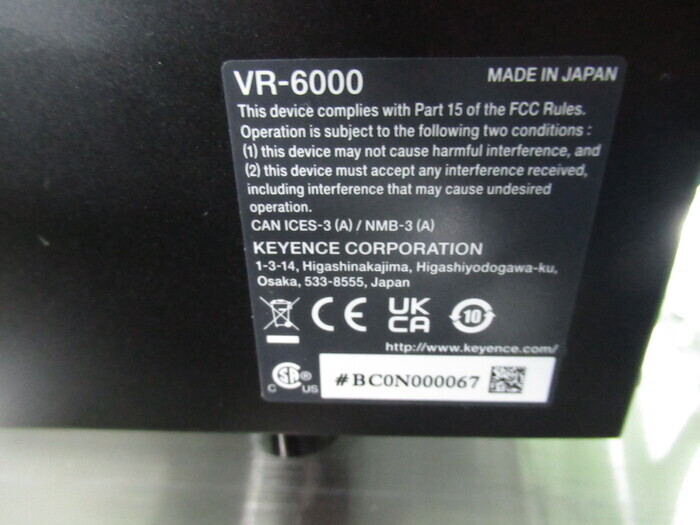 VR-6000
MADE IN JAPAN
This device complies with Part 15 of the FCC Rules.
Operation is subject to the following two conditions :
(1) this device may not cause harmful interference, and
(2) this device must accept any interference received,
including interference that may cause undesired
operation.
CAN ICES-3 (A) / NMB-3 (A)
KEYENCE CORPORATION
1-3-14, Higashinakajima, Higashiyodogawa-ku,
Osaka, 533-8555, Japan
CE
UK
CA
10
http://www.keyence.com/
C SA ® US
#BC0N000067